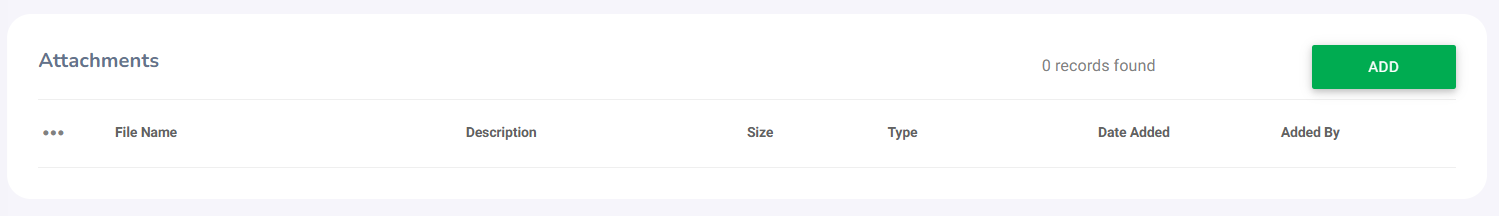 Attachments
0 records found
ADD
File Name Description Size Type Date Added Added By